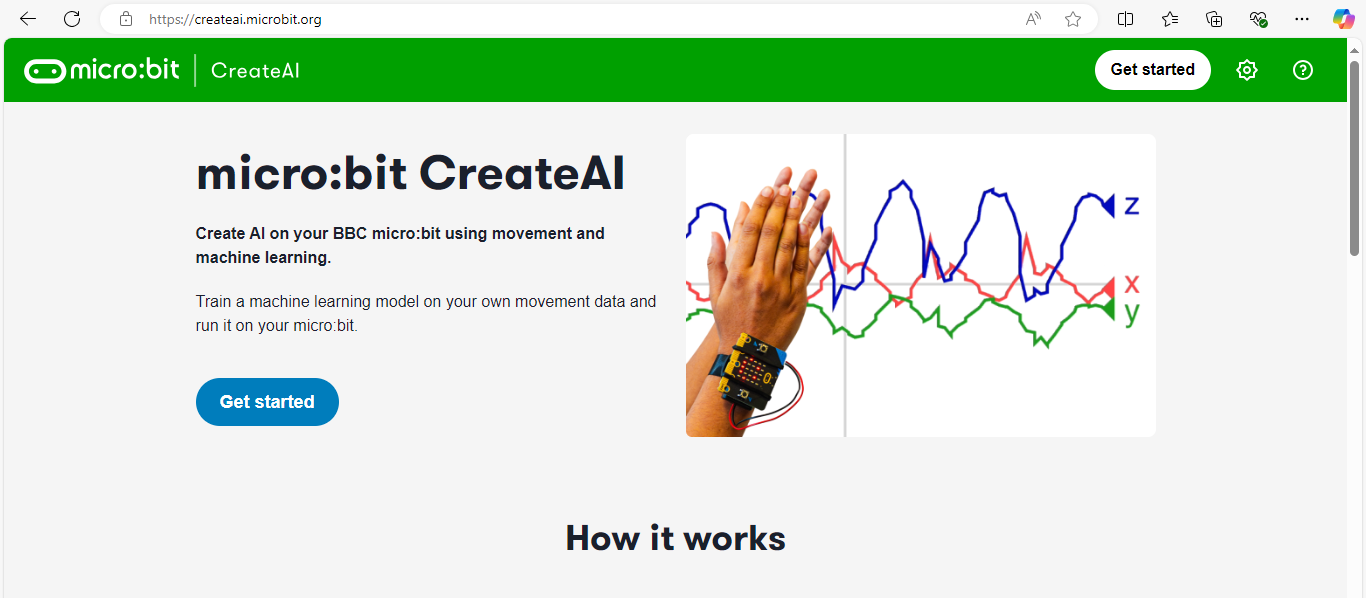 https://createai.microbit.org
micro:bit CreateAI Get started
micro:bit CreateAI
Create AI on your BBC micro:bit using movement and
machine learning.
Train a machine learning model on your own movement data and
run it on your micro:bit.
Get started
z
x
y
How it works